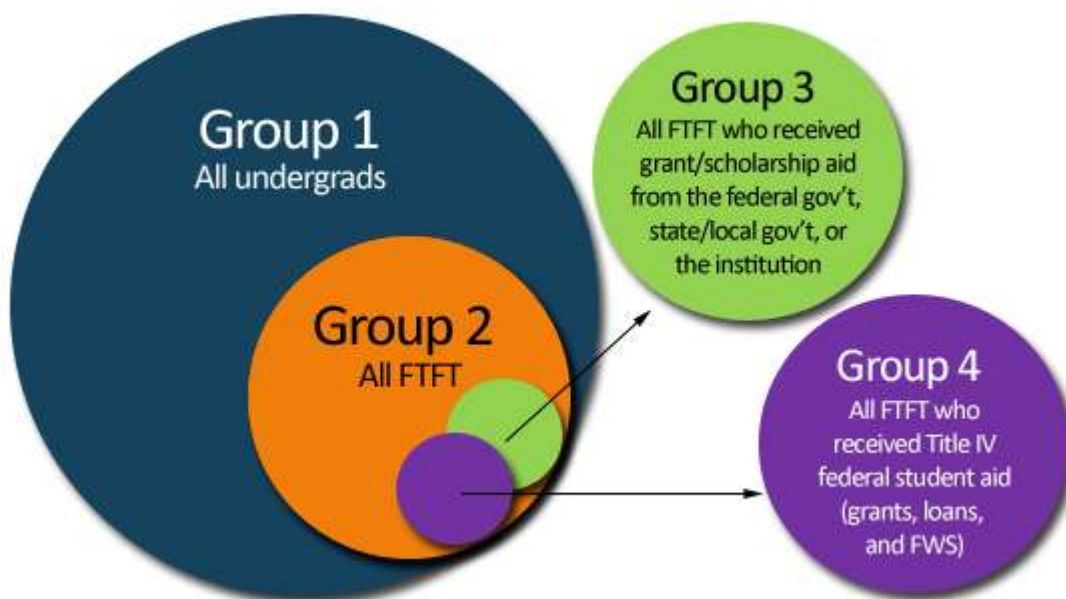 Group 1
All undergrads
Group 2
All FTFT
Group 3
All FTFT who received
grant/scholarship aid
from the federal gov't,
state/local gov't, or
the institution
Group 4
All FTFT who
received Title IV
federal student aid
(grants, loans,
and FWS)